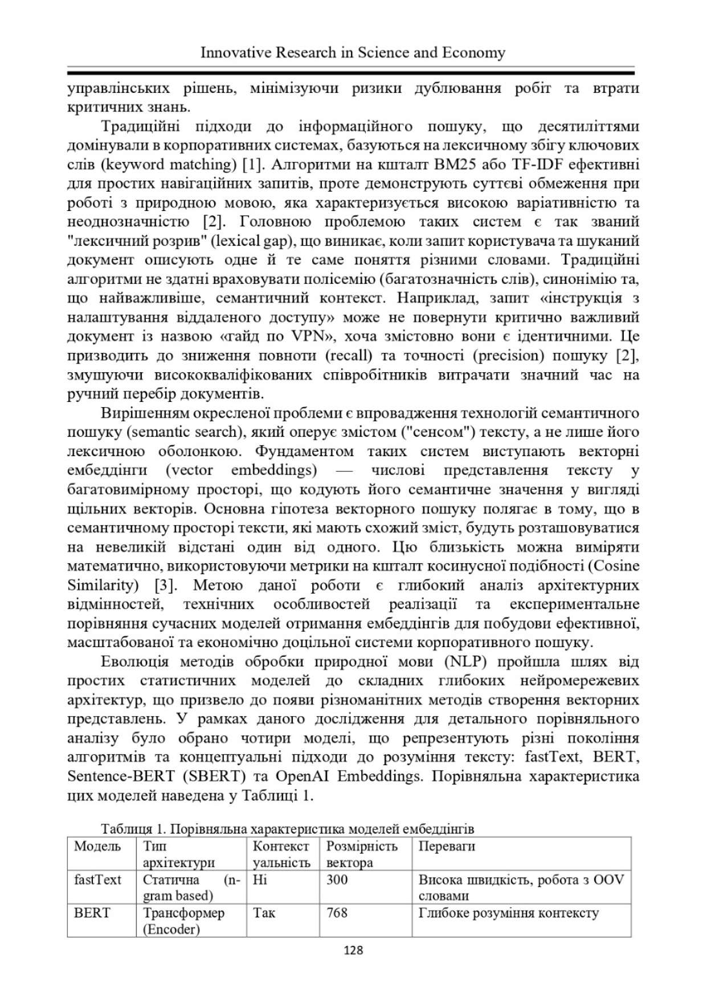 Innovative Research in Science and Economy
управлінських рішень, мінімізуючи ризики дублювання робіт та втрати
критичних знань.
Традиційні підходи до інформаційного пошуку, що десятиліттями
домінували в корпоративних системах, базуються на лексичному збігу ключових
слів (keyword matching) [1]. Алгоритми на кшталт BM25 або TF-IDF ефективні
для простих навігаційних запитів, проте демонструють суттєві обмеження при
роботі з природною мовою, яка характеризується високою варіативністю та
неоднозначністю [2]. Головною проблемою таких систем є так званий
"лексичний розрив" (lexical gap), що виникає, коли запит користувача та шуканий
документ описують одне й те саме поняття різними словами. Традиційні
алгоритми не здатні враховувати полісемію (багатозначність слів), синонімію та,
що найважливіше, семантичний контекст. Наприклад, запит «інструкція з
налаштування віддаленого доступу» може не повернути критично важливий
документ із назвою «гайд по VPN», хоча змістовно вони є ідентичними. Це
призводить до зниження повноти (recall) та точності (precision) пошуку [2],
змушуючи висококваліфікованих співробітників витрачати значний час на
ручний перебір документів.
Вирішенням окресленої проблеми є впровадження технологій семантичного
пошуку (semantic search), який оперує змістом ("сенсом") тексту, а не лише його
лексичною оболонкою. Фундаментом таких систем виступають векторні
ембеддінги (vector embeddings) — числові представлення тексту у
багатовимірному просторі, що кодують його семантичне значення у вигляді
щільних векторів. Основна гіпотеза векторного пошуку полягає в тому, що в
семантичному просторі тексти, які мають схожий зміст, будуть розташовуватися
на невеликій відстані один від одного. Цю близькість можна виміряти
математично, використовуючи метрики на кшталт косинусної подібності (Cosine
Similarity) [3]. Метою даної роботи є глибокий аналіз архітектурних
відмінностей, технічних особливостей реалізації та експериментальне
порівняння сучасних моделей отримання ембеддінгів для побудови ефективної,
масштабованої та економічно доцільної системи корпоративного пошуку.
Еволюція методів обробки природної мови (NLP) пройшла шлях від
простих статистичних моделей до складних глибоких нейромережевих
архітектур, що призвело до появи різноманітних методів створення векторних
представлень. У рамках даного дослідження для детального порівняльного
аналізу було обрано чотири моделі, що репрезентують різні покоління
алгоритмів та концептуальні підходи до розуміння тексту: fastText, BERT,
Sentence-BERT (SBERT) та OpenAI Embeddings. Порівняльна характеристика
цих моделей наведена у Таблиці 1.
Таблиця 1. Порівняльна характеристика моделей ембеддінгів
Модель Тип Контекст Розмірність Переваги
архітектури уальність вектора
fastText Статична (n- Ні 300 Висока швидкість, робота з OOV
gram based) словами
BERT Трансформер Так 768 Глибоке розуміння контексту
(Encoder)
128